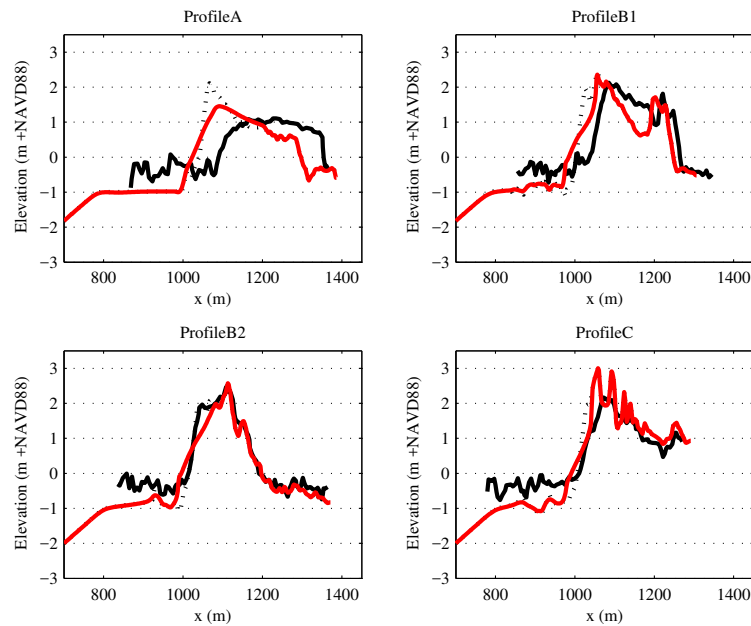 ProfileA
3
2
1
0
−1
−2
−3
Elevation (m +NAVD88)
800 1000 1200 1400
x (m)
ProfileB1
3
2
1
0
−1
−2
−3
Elevation (m +NAVD88)
800 1000 1200 1400
x (m)
ProfileB2
3
2
1
0
−1
−2
−3
Elevation (m +NAVD88)
800 1000 1200 1400
x (m)
ProfileC
3
2
1
0
−1
−2
−3
Elevation (m +NAVD88)
800 1000 1200 1400
x (m)